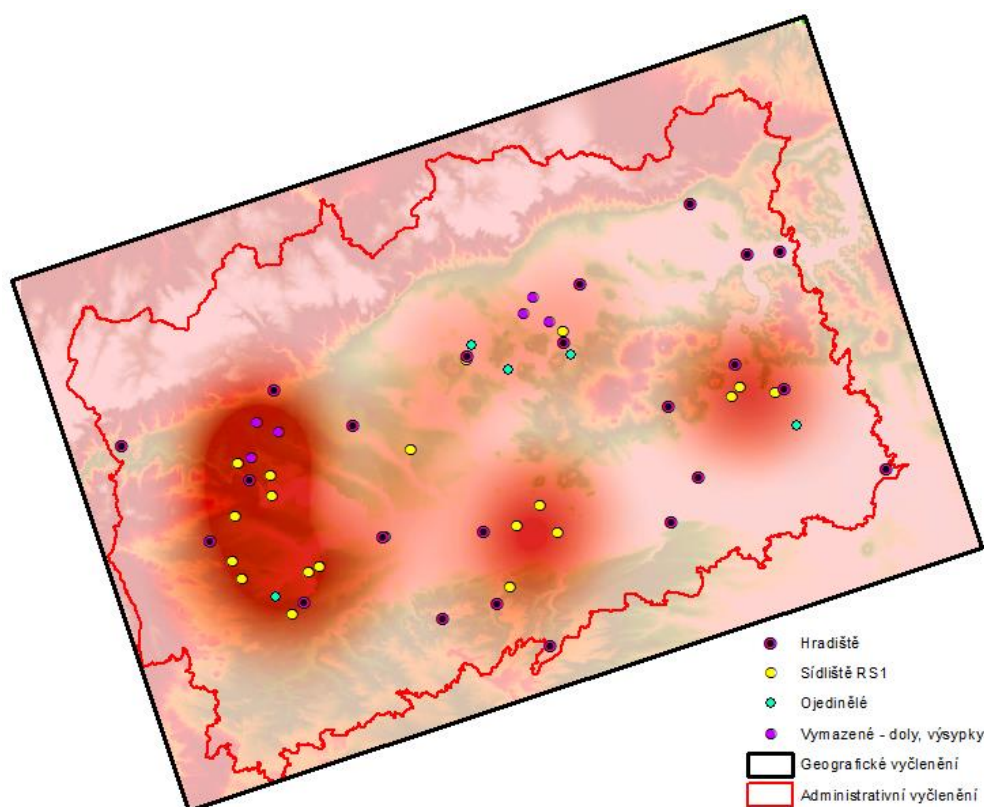 Hradiště
Sídliště RS1
Ojedinělé
Vymazené - doly, výsypky
Geografické vyčlenění
Administrativní vyčlenění